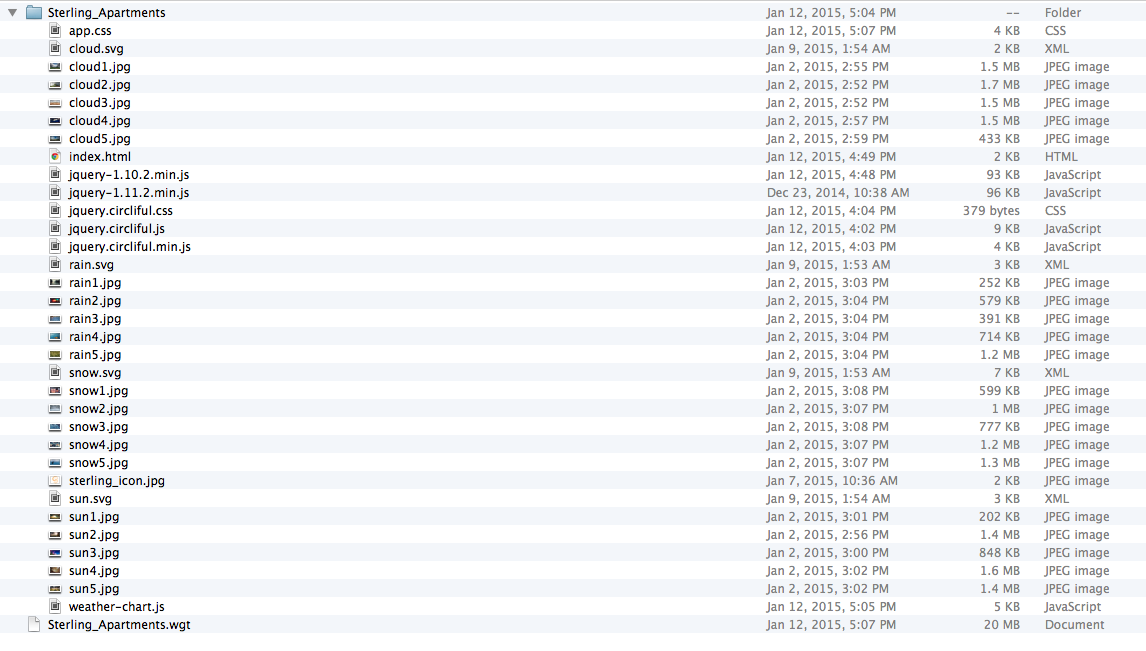 Sterling_Apartments Jan 12, 2015, 5:04 PM -- Folder
app.css Jan 12, 2015, 5:07 PM 4 KB CSS
cloud.svg Jan 9, 2015, 1:54 AM 2 KB XML
cloud1.jpg Jan 2, 2015, 2:55 PM 1.5 MB JPEG image
cloud2.jpg Jan 2, 2015, 2:52 PM 1.7 MB JPEG image
cloud3.jpg Jan 2, 2015, 2:52 PM 1.5 MB JPEG image
cloud4.jpg Jan 2, 2015, 2:57 PM 1.5 MB JPEG image
cloud5.jpg Jan 2, 2015, 2:59 PM 433 KB JPEG image
index.html Jan 12, 2015, 4:49 PM 2 KB HTML
jquery-1.10.2.min.js Jan 12, 2015, 4:48 PM 93 KB JavaScript
jquery-1.11.2.min.js Dec 23, 2014, 10:38 AM 96 KB JavaScript
jquery.circliful.css Jan 12, 2015, 4:04 PM 379 bytes CSS
jquery.circliful.js Jan 12, 2015, 4:02 PM 9 KB JavaScript
jquery.circliful.min.js Jan 12, 2015, 4:03 PM 4 KB JavaScript
rain.svg Jan 9, 2015, 1:53 AM 3 KB XML
rain1.jpg Jan 2, 2015, 3:03 PM 252 KB JPEG image
rain2.jpg Jan 2, 2015, 3:04 PM 579 KB JPEG image
rain3.jpg Jan 2, 2015, 3:04 PM 391 KB JPEG image
rain4.jpg Jan 2, 2015, 3:04 PM 714 KB JPEG image
rain5.jpg Jan 2, 2015, 3:04 PM 1.2 MB JPEG image
snow.svg Jan 9, 2015, 1:53 AM 7 KB XML
snow1.jpg Jan 2, 2015, 3:08 PM 599 KB JPEG image
snow2.jpg Jan 2, 2015, 3:07 PM 1 MB JPEG image
snow3.jpg Jan 2, 2015, 3:08 PM 777 KB JPEG image
snow4.jpg Jan 2, 2015, 3:07 PM 1.2 MB JPEG image
snow5.jpg Jan 2, 2015, 3:07 PM 1.3 MB JPEG image
sterling_icon.jpg Jan 7, 2015, 10:36 AM 2 KB JPEG image
sun.svg Jan 9, 2015, 1:54 AM 3 KB XML
sun1.jpg Jan 2, 2015, 3:01 PM 202 KB JPEG image
sun2.jpg Jan 2, 2015, 2:56 PM 1.4 MB JPEG image
sun3.jpg Jan 2, 2015, 3:00 PM 848 KB JPEG image
sun4.jpg Jan 2, 2015, 3:02 PM 1.6 MB JPEG image
sun5.jpg Jan 2, 2015, 3:02 PM 1.4 MB JPEG image
weather-chart.js Jan 12, 2015, 5:05 PM 5 KB JavaScript
Sterling_Apartments.wgt Jan 12, 2015, 5:07 PM 20 MB Document